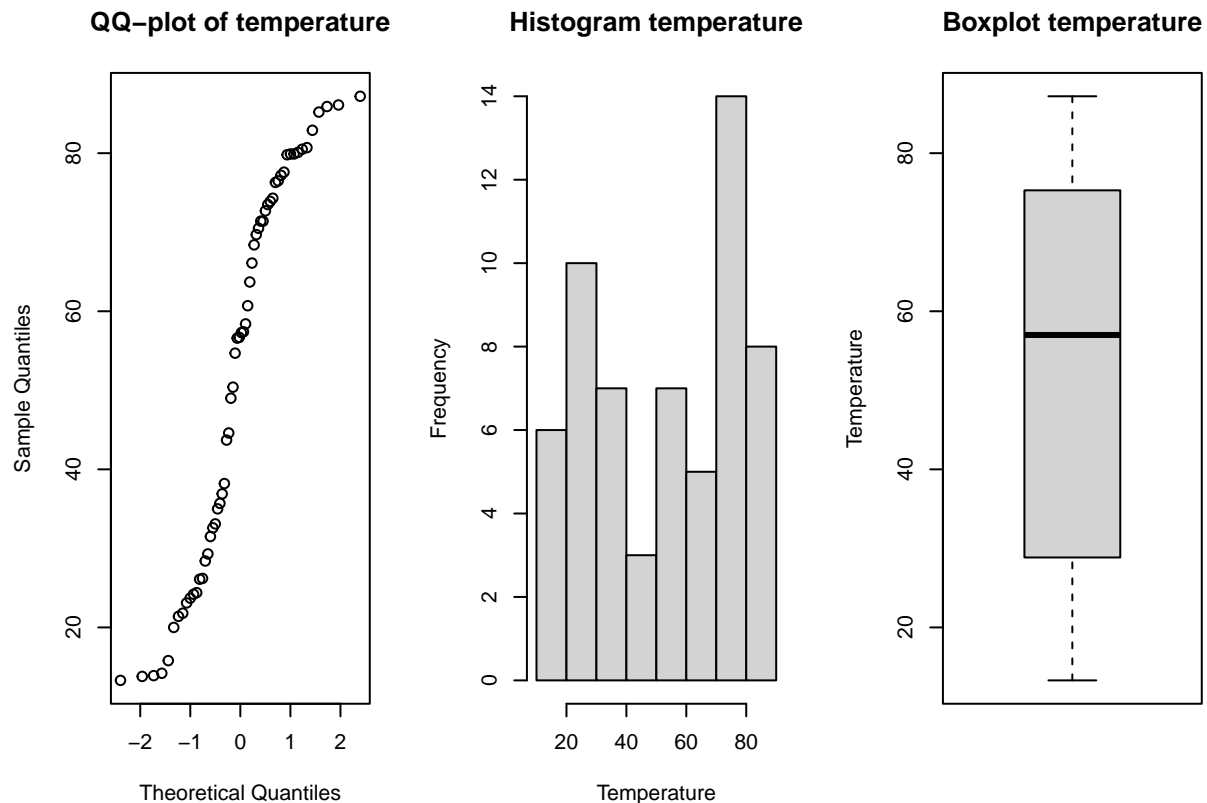 QQ−plot of temperature
Sample Quantiles
80
60
40
20
−2 −1 0 1 2
Theoretical Quantiles
Histogram temperature
Frequency
14
12
10
8
6
4
2
0
20 40 60 80
Temperature
Boxplot temperature
Temperature
80
60
40
20